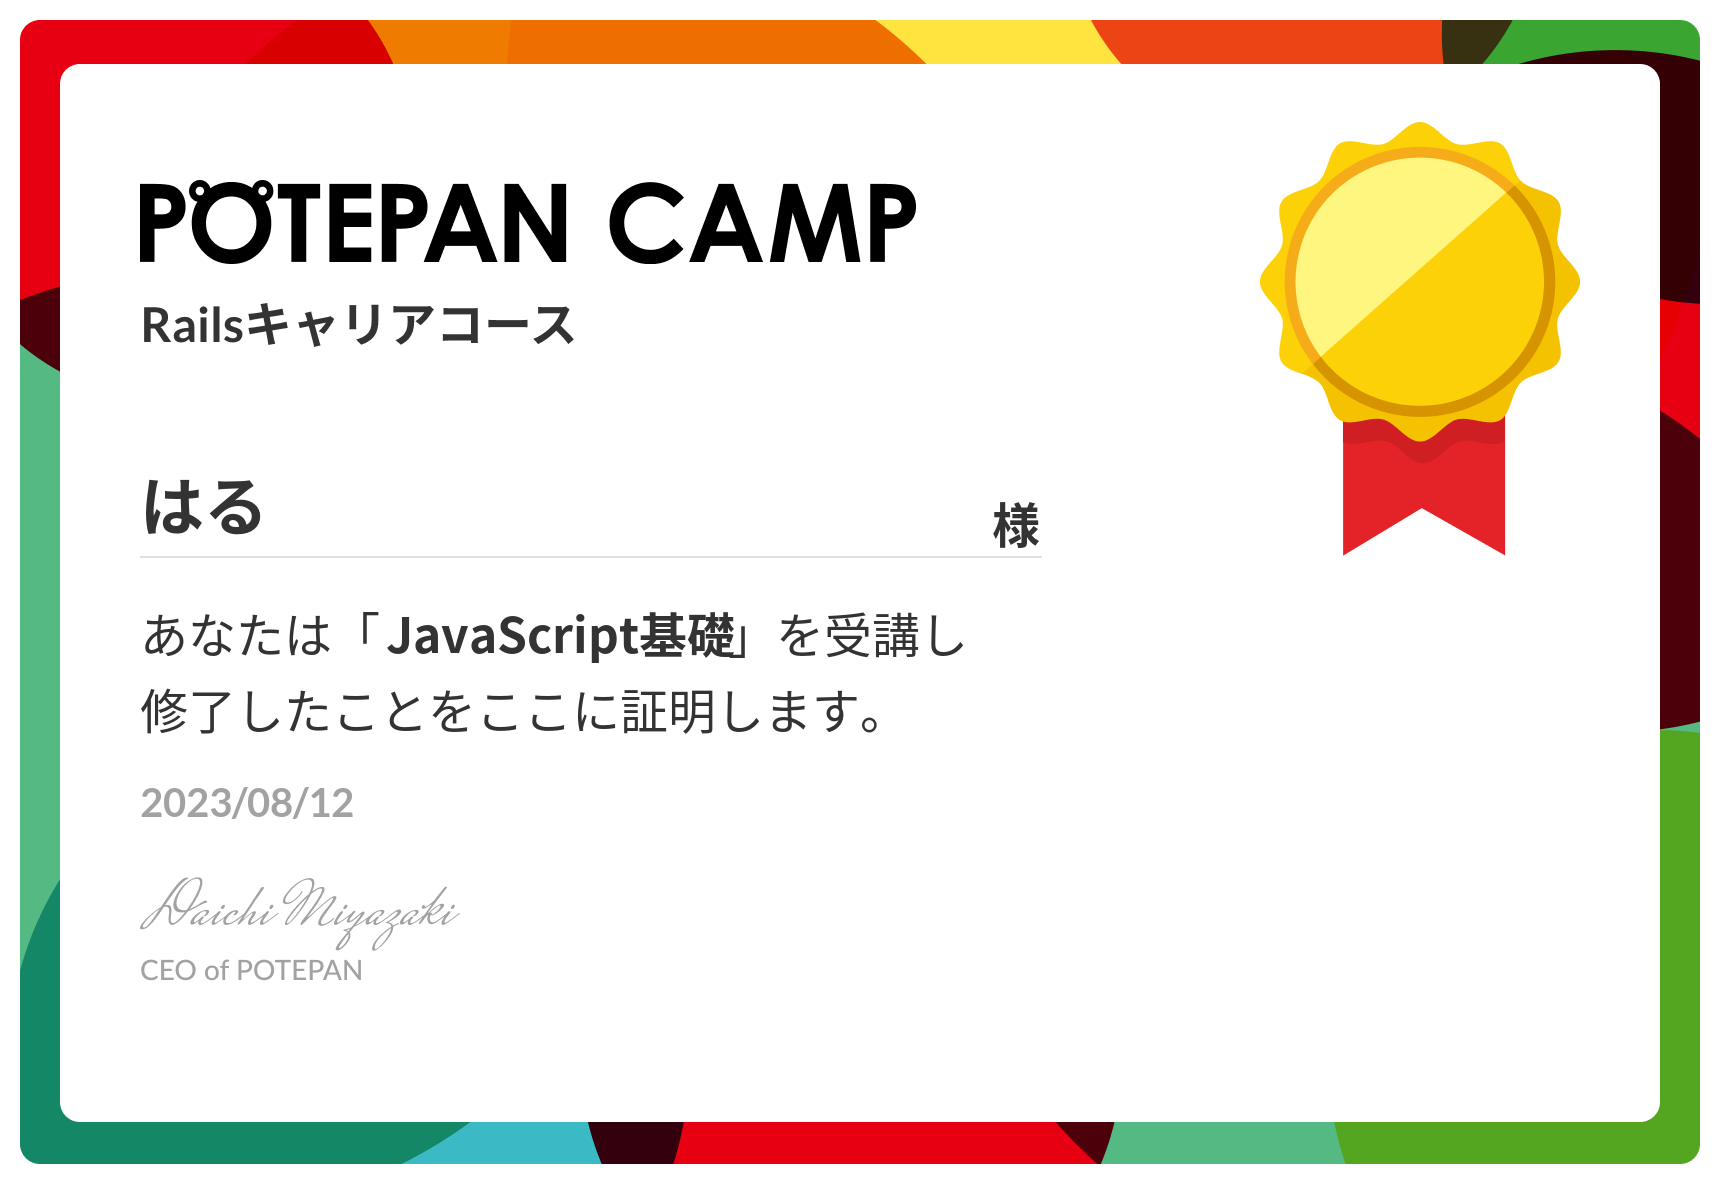 POTEPAN CAMP
Railsキャリアコース
はる 様
あなたは「JavaScript基礎」を受講し
修了したことをここに証明します。
2023/08/12
Daichi Miyazaki
CEO of POTEPAN